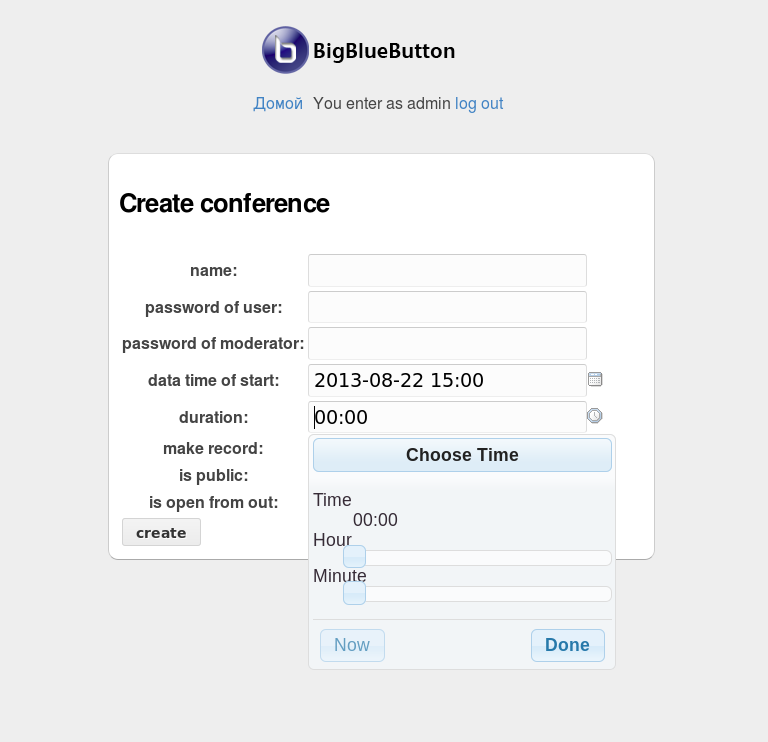 BigBlueButton
Домой You enter as admin log out
Create conference
name:
password of user:
password of moderator:
data time of start: 2013-08-22 15:00
duration: 00:00
make record:
is public:
is open from out:
create
Choose Time
Time
00:00
Hour
Minute
Now Done